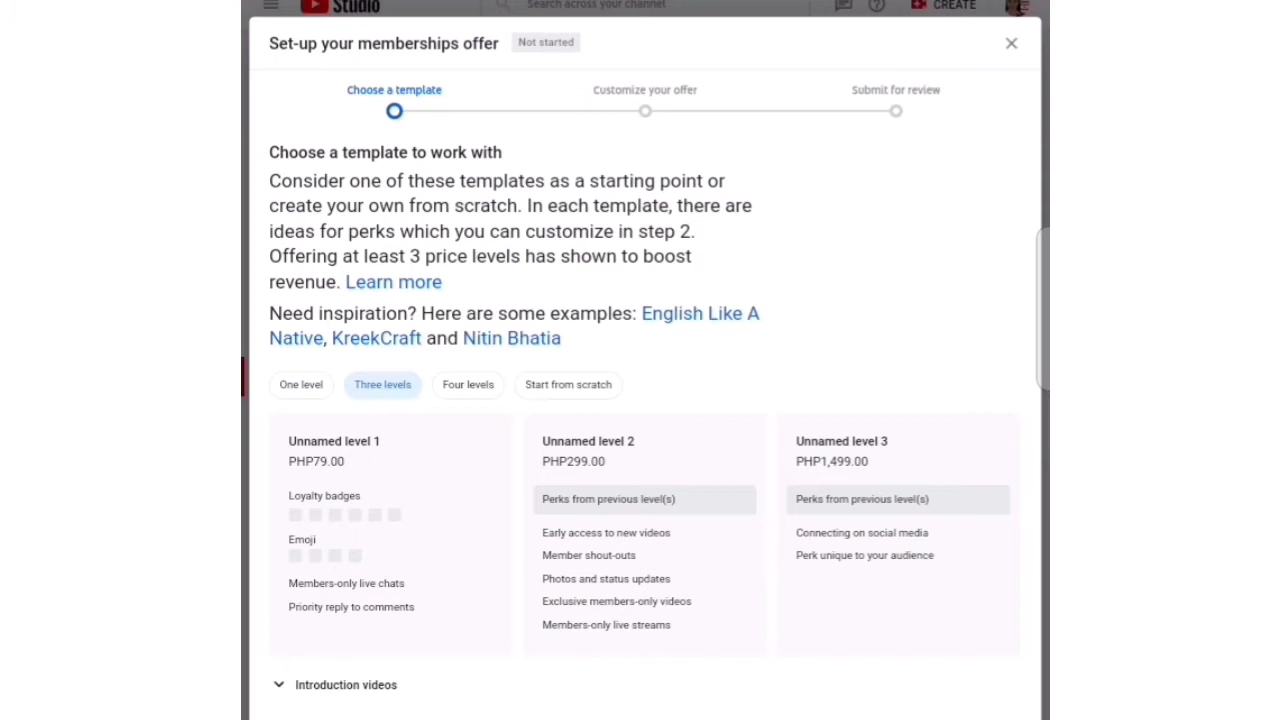 Studio
Search across your channel
CREATE
Set-up your memberships offer
Not started
Choose a template
Customize your offer
Submit for review
Choose a template to work with
Consider one of these templates as a starting point or
create your own from scratch. In each template, there are
ideas for perks which you can customize in step 2.
Offering at least 3 price levels has shown to boost
revenue. Learn more
Need inspiration? Here are some examples: English Like A
Native, KreekCraft and Nitin Bhatia
One level
Three levels
Four levels
Start from scratch
Unnamed level 1
PHP79.00
Loyalty badges
Emoji
Members-only live chats
Priority reply to comments
Unnamed level 2
PHP299.00
Perks from previous level(s)
Early access to new videos
Member shout-outs
Photos and status updates
Exclusive members-only videos
Members-only live streams
Unnamed level 3
PHP1,499.00
Perks from previous level(s)
Connecting on social media
Perk unique to your audience
Introduction videos